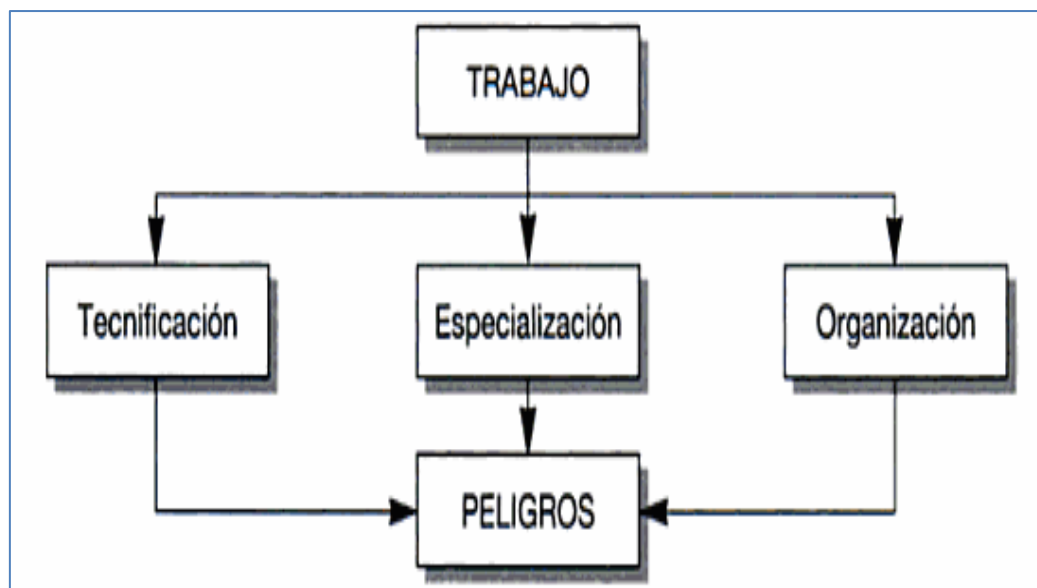 TRABAJO
Tecnificación
Especialización
Organización
PELIGROS